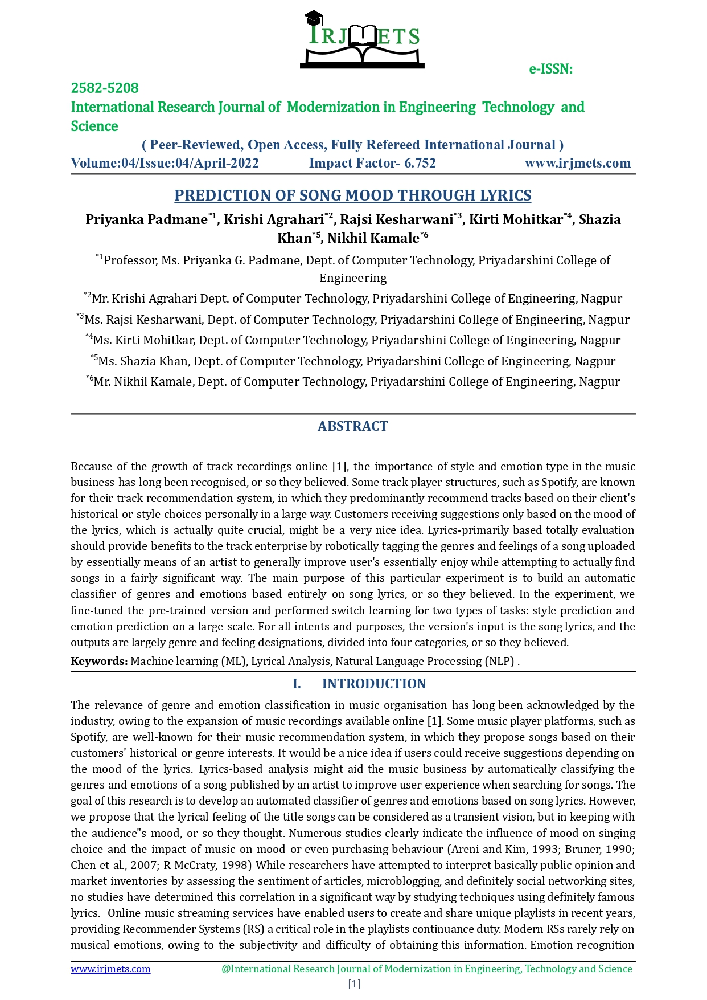 IRJMETS
e-ISSN:
2582-5208
International Research Journal of Modernization in Engineering Technology and
Science
( Peer-Reviewed, Open Access, Fully Refereed International Journal )
Volume:04/Issue:04/April-2022 Impact Factor- 6.752 www.irjmets.com
PREDICTION OF SONG MOOD THROUGH LYRICS
Priyanka Padmane*1, Krishi Agrahari*2, Rajsi Kesharwani*3, Kirti Mohitkar*4, Shazia
Khan*5, Nikhil Kamale*6
*1Professor, Ms. Priyanka G. Padmane, Dept. of Computer Technology, Priyadarshini College of
Engineering
*2Mr. Krishi Agrahari Dept. of Computer Technology, Priyadarshini College of Engineering, Nagpur
*3Ms. Rajsi Kesharwani, Dept. of Computer Technology, Priyadarshini College of Engineering, Nagpur
*4Ms. Kirti Mohitkar, Dept. of Computer Technology, Priyadarshini College of Engineering, Nagpur
*5Ms. Shazia Khan, Dept. of Computer Technology, Priyadarshini College of Engineering, Nagpur
*6Mr. Nikhil Kamale, Dept. of Computer Technology, Priyadarshini College of Engineering, Nagpur
ABSTRACT
Because of the growth of track recordings online [1], the importance of style and emotion type in the music
business has long been recognised, or so they believed. Some track player structures, such as Spotify, are known
for their track recommendation system, in which they predominantly recommend tracks based on their client's
historical or style choices personally in a large way. Customers receiving suggestions only based on the mood of
the lyrics, which is actually quite crucial, might be a very nice idea. Lyrics-primarily based totally evaluation
should provide benefits to the track enterprise by robotically tagging the genres and feelings of a song uploaded
by essentially means of an artist to generally improve user's essentially enjoy while attempting to actually find
songs in a fairly significant way. The main purpose of this particular experiment is to build an automatic
classifier of genres and emotions based entirely on song lyrics, or so they believed. In the experiment, we
fine-tuned the pre-trained version and performed switch learning for two types of tasks: style prediction and
emotion prediction on a large scale. For all intents and purposes, the version's input is the song lyrics, and the
outputs are largely genre and feeling designations, divided into four categories, or so they believed.
Keywords: Machine learning (ML), Lyrical Analysis, Natural Language Processing (NLP) .
I. INTRODUCTION
The relevance of genre and emotion classification in music organisation has long been acknowledged by the
industry, owing to the expansion of music recordings available online [1]. Some music player platforms, such as
Spotify, are well-known for their music recommendation system, in which they propose songs based on their
customers' historical or genre interests. It would be a nice idea if users could receive suggestions depending on
the mood of the lyrics. Lyrics-based analysis might aid the music business by automatically classifying the
genres and emotions of a song published by an artist to improve user experience when searching for songs. The
goal of this research is to develop an automated classifier of genres and emotions based on song lyrics. However,
we propose that the lyrical feeling of the title songs can be considered as a transient vision, but in keeping with
the audience"s mood, or so they thought. Numerous studies clearly indicate the influence of mood on singing
choice and the impact of music on mood or even purchasing behaviour (Areni and Kim, 1993; Bruner, 1990;
Chen et al., 2007; R McCraty, 1998) While researchers have attempted to interpret basically public opinion and
market inventories by assessing the sentiment of articles, microblogging, and definitely social networking sites,
no studies have determined this correlation in a significant way by studying techniques using definitely famous
lyrics. Online music streaming services have enabled users to create and share unique playlists in recent years,
providing Recommender Systems (RS) a critical role in the playlists continuance duty. Modern RSs rarely rely on
musical emotions, owing to the subjectivity and difficulty of obtaining this information. Emotion recognition
www.irjmets.com @International Research Journal of Modernization in Engineering, Technology and Science
[1]